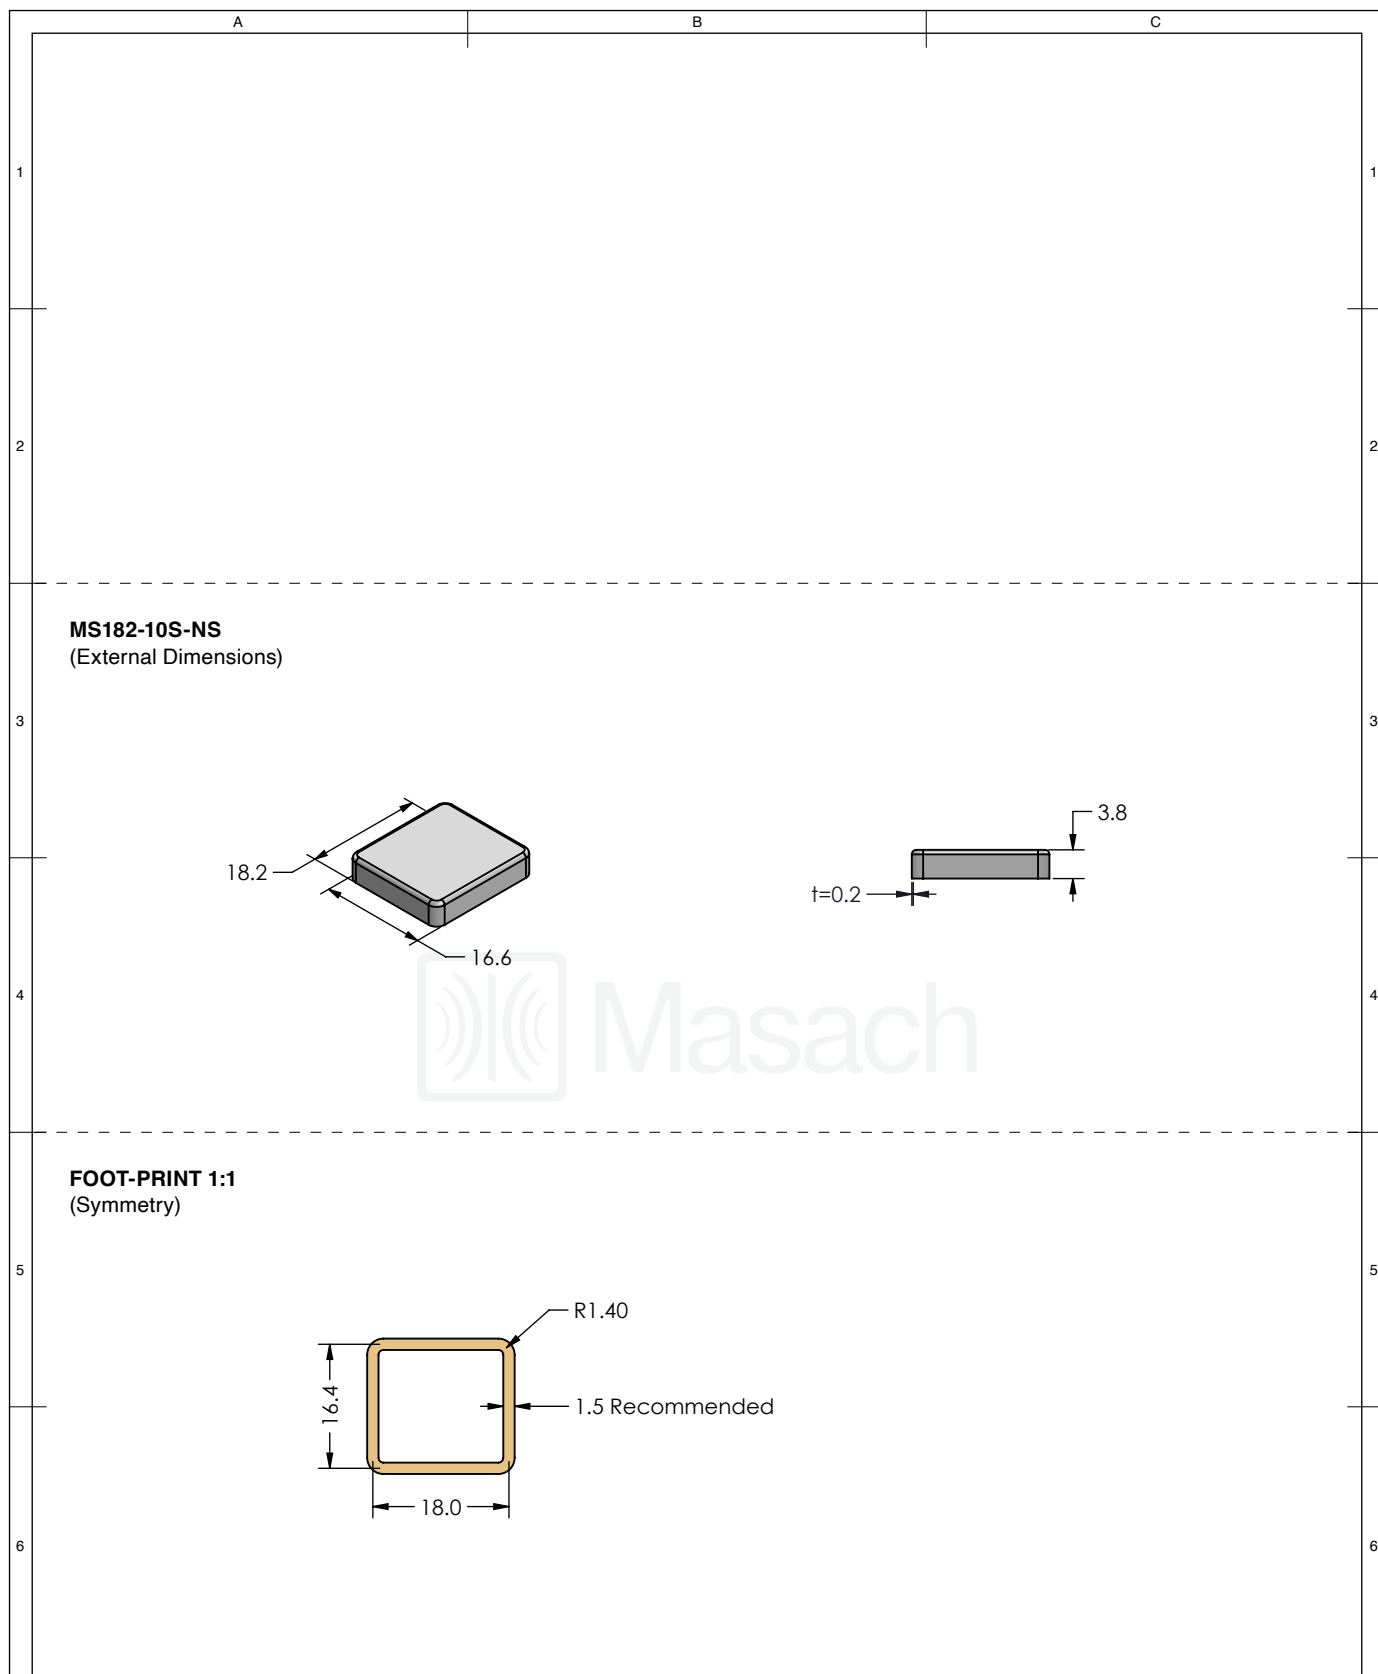 A B C
1 1
2 2
MS182-10S-NS
(External Dimensions)
3 3
3.8
18.2
t=0.2
16.6
4 4
Masach
FOOT-PRINT 1:1
(Symmetry)
5 5
R1.40
16.4
1.5 Recommended
18.0
6 6